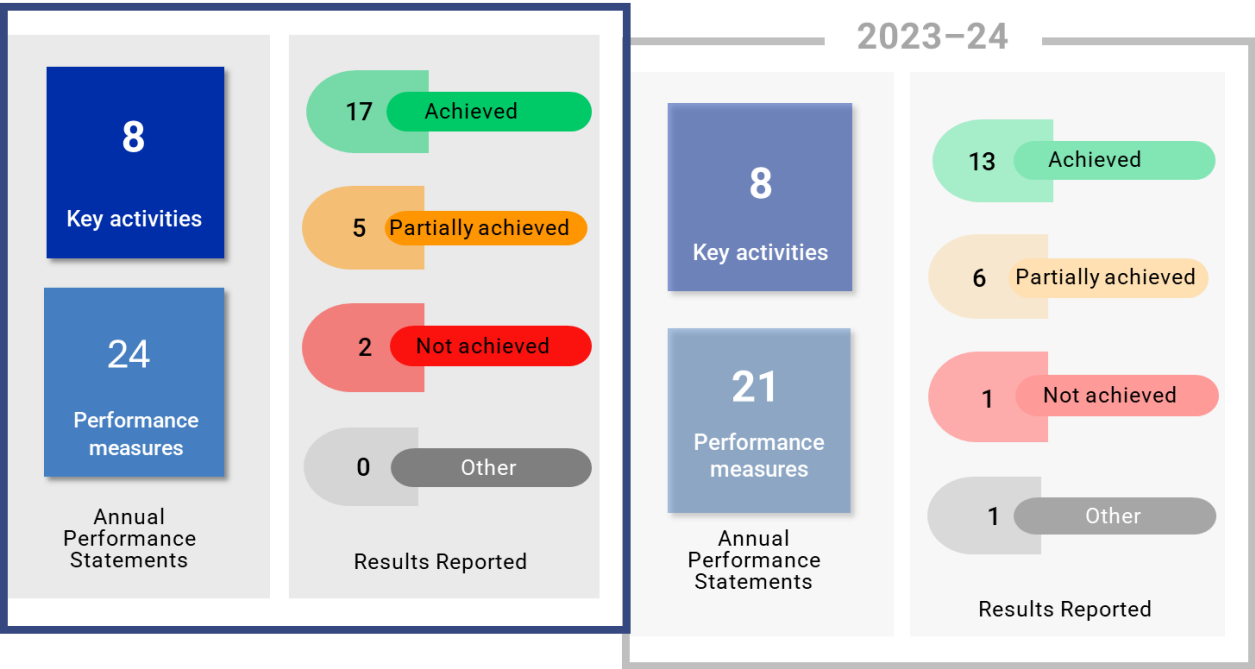 8
Key activities
24
Performance
measures
Annual
Performance
Statements
17 Achieved
5 Partially achieved
2 Not achieved
0 Other
Results Reported
2023–24
8
Key activities
21
Performance
measures
Annual
Performance
Statements
13 Achieved
6 Partially achieved
1 Not achieved
1 Other
Results Reported